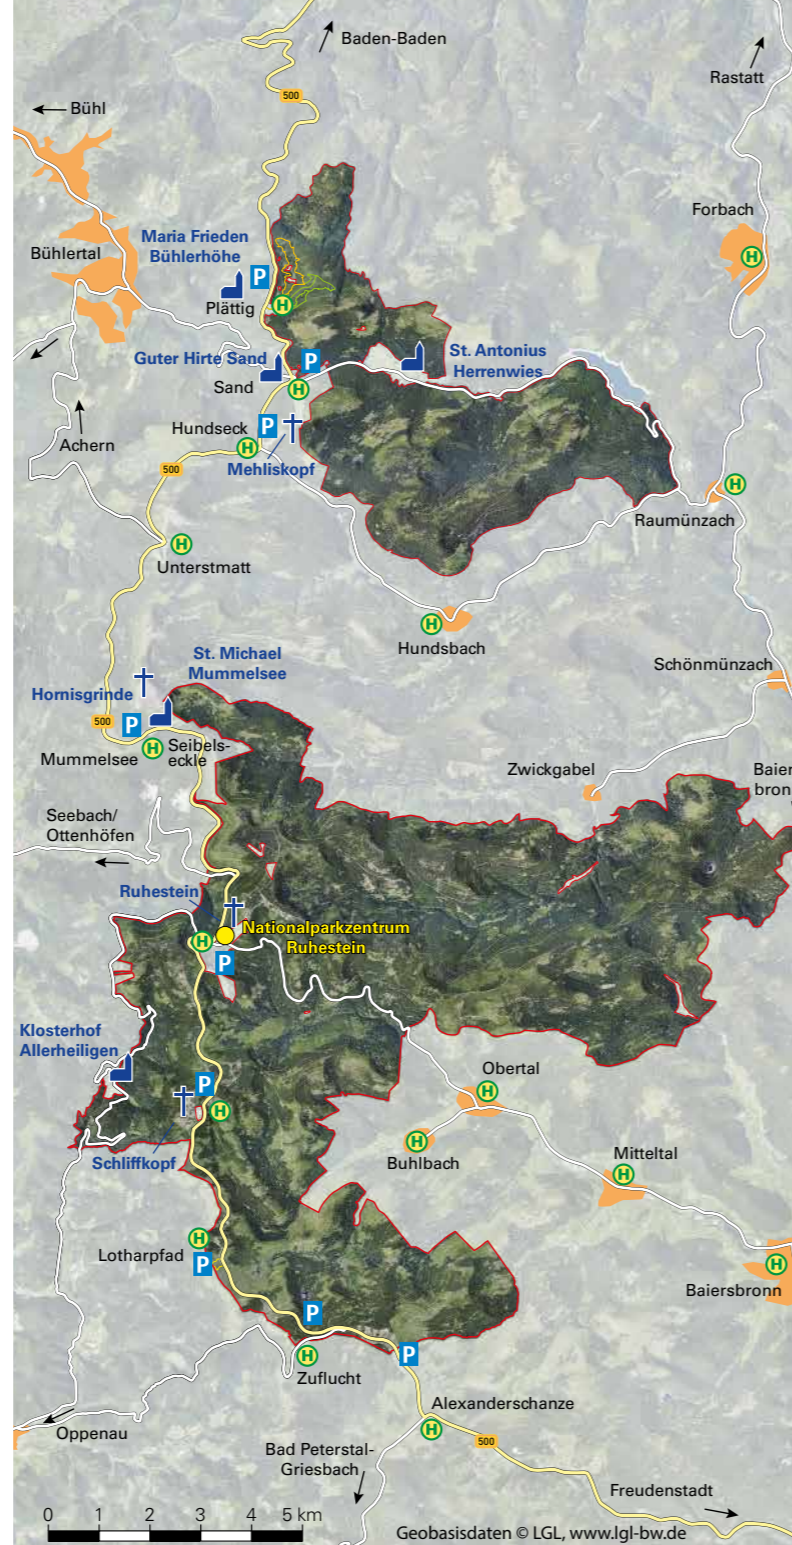 Baden-Baden
Rastatt
500
Bühl
Forbach
Maria Frieden
Bühlerhöhe
Bühlertal
P
H
Plättig
H
Guter Hirte Sand
P
St. Antonius
Herrenwies
Sand
H
Hundseck
P
H
Achern
Mehliskopf
500
H
Raumünzach
H
Unterstmatt
H
Hundsbach
St. Michael
Mummelsee
Schönmünzach
Hornisgrinde
500
P
H
Seibels-
eckle
Mummelsee
Zwickgabel
Baier
bron
Seebach/
Ottenhöfen
Ruhestein
Nationalparkzentrum
Ruhestein
H
P
Klosterhof
Allerheiligen
Obertal
P
H
H
H
Buhlbach
Mitteltal
H
Schliffkopf
H
Lotharpfad
P
H
Baiersbronn
P
P
H
Zuflucht
Alexanderschanze
H
Oppenau
500
Bad Peterstal-
Griesbach
Freudenstadt
0 1 2 3 4 5 km
Geobasisdaten © LGL, www.lgl-bw.de